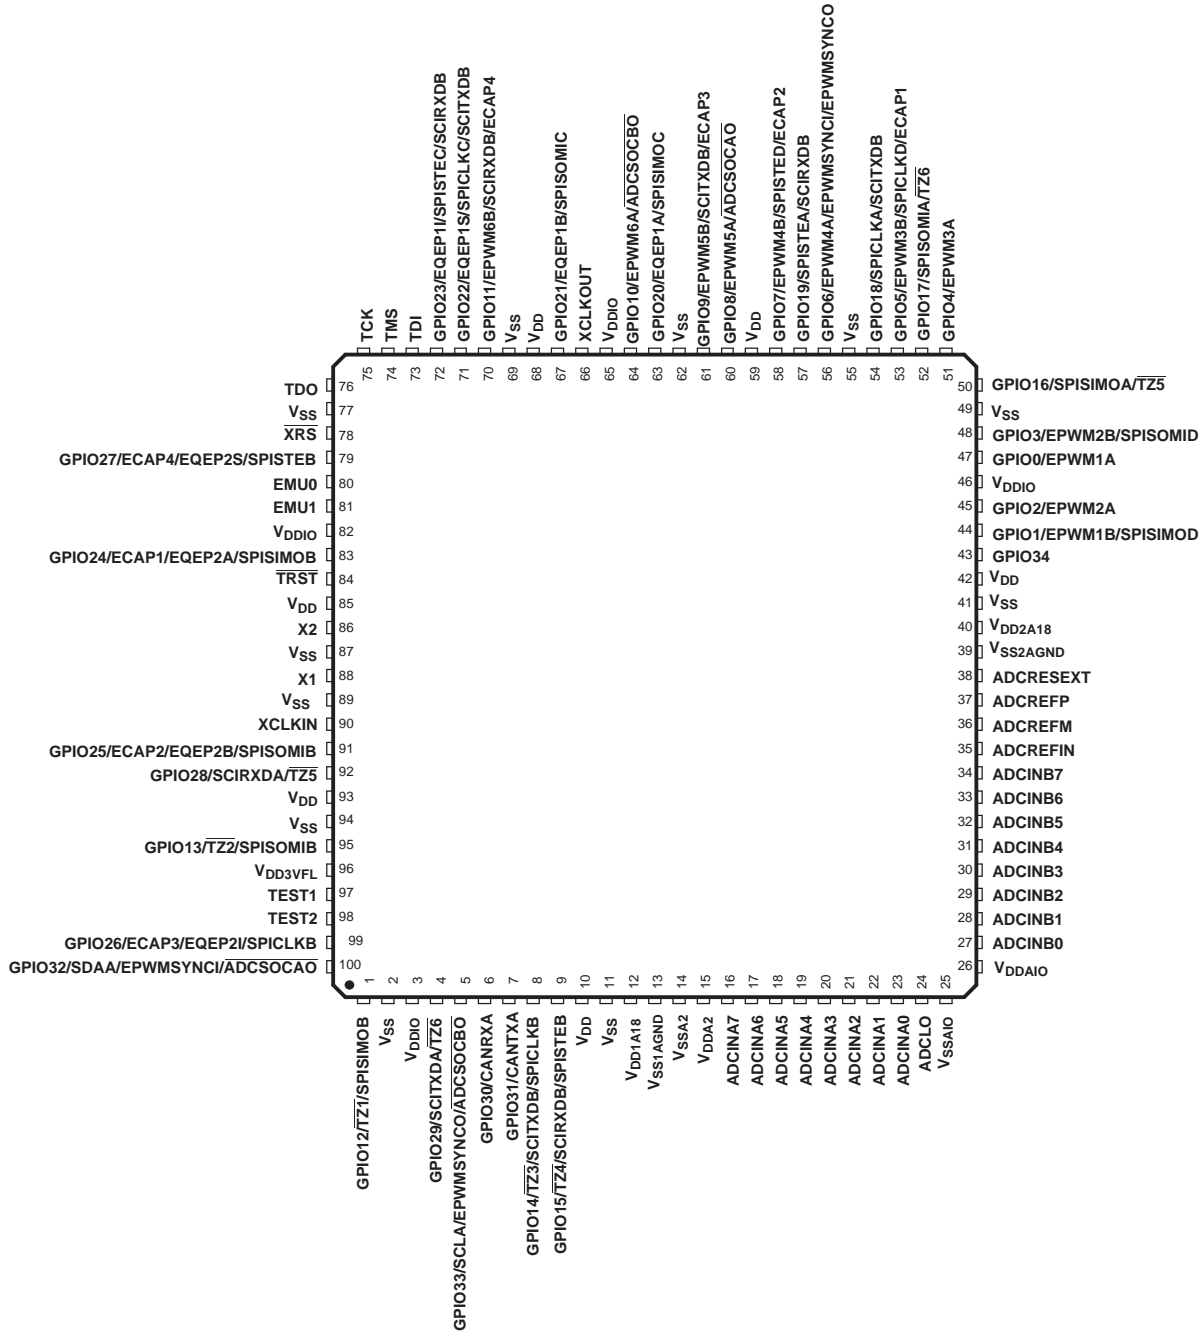 GPIO23/EQEP1I/SPISTEC/SCIRXDB
GPIO22/EQEP1S/SPICLKC/SCITXDB
GPIO11/EPWM6B/SCIRXDB/ECAP4
GPIO21/EQEP1B/SPISOMIC
GPIO10/EPWM6A/ADCSOCBO
GPIO20/EQEP1A/SPISIMOC
GPIO9/EPWM5B/SCITXDB/ECAP3
GPIO8/EPWM5A/ADCSOCAO
GPIO7/EPWM4B/SPISTED/ECAP2
GPIO19/SPISTEA/SCIRXDB
GPIO6/EPWM4A/EPWMSYNCI/EPWMSYNCO
GPIO18/SPICLKA/SCITXDB
GPIO5/EPWM3B/SPICLKD/ECAP1
GPIO17/SPISOMIA/TZ6
GPIO4/EPWM3A
TCK
TMS
TDI
VSS
VDD
XCLKOUT
VDDIO
VSS
VDD
VSS
75
74
73
72
71
70
69
68
67
66
65
64
63
62
61
60
59
58
57
56
55
54
53
52
51
TDO 76
VSS 77
XRS 78
GPIO27/ECAP4/EQEP2S/SPISTEB 79
EMU0 80
EMU1 81
VDDIO 82
GPIO24/ECAP1/EQEP2A/SPISIMOB 83
TRST 84
VDD 85
X2 86
VSS 87
X1 88
VSS 89
XCLKIN 90
GPIO25/ECAP2/EQEP2B/SPISOMIB 91
GPIO28/SCIRXDA/TZ5 92
VDD 93
VSS 94
GPIO13/TZ2/SPISOMIB 95
VDD3VFL 96
TEST1 97
TEST2 98
GPIO26/ECAP3/EQEP2I/SPICLKB 99
GPIO32/SDAA/EPWMSYNCI/ADCSOCAO 100
50 GPIO16/SPISIMOA/TZ5
49 VSS
48 GPIO3/EPWM2B/SPISOMID
47 GPIO0/EPWM1A
46 VDDIO
45 GPIO2/EPWM2A
44 GPIO1/EPWM1B/SPISIMOD
43 GPIO34
42 VDD
41 VSS
40 VDD2A18
39 VSS2AGND
38 ADCRESEXT
37 ADCREFP
36 ADCREFM
35 ADCREFIN
34 ADCINB7
33 ADCINB6
32 ADCINB5
31 ADCINB4
30 ADCINB3
29 ADCINB2
28 ADCINB1
27 ADCINB0
26 VDDAIO
1
2
3
4
5
6
7
8
9
10
11
12
13
14
15
16
17
18
19
20
21
22
23
24
25
GPIO12/TZ1/SPISIMOB
VSS
VDDIO
GPIO29/SCITXDA/TZ6
GPIO33/SCLA/EPWMSYNCO/ADCSOCBO
GPIO30/CANRXA
GPIO31/CANTXA
GPIO14/TZ3/SCITXDB/SPICLKB
GPIO15/TZ4/SCIRXDB/SPISTEB
VDD
VSS
VDD1A18
VSS1AGND
VSSA2
VDDA2
ADCINA7
ADCINA6
ADCINA5
ADCINA4
ADCINA3
ADCINA2
ADCINA1
ADCINA0
ADCLO
VSSAIO